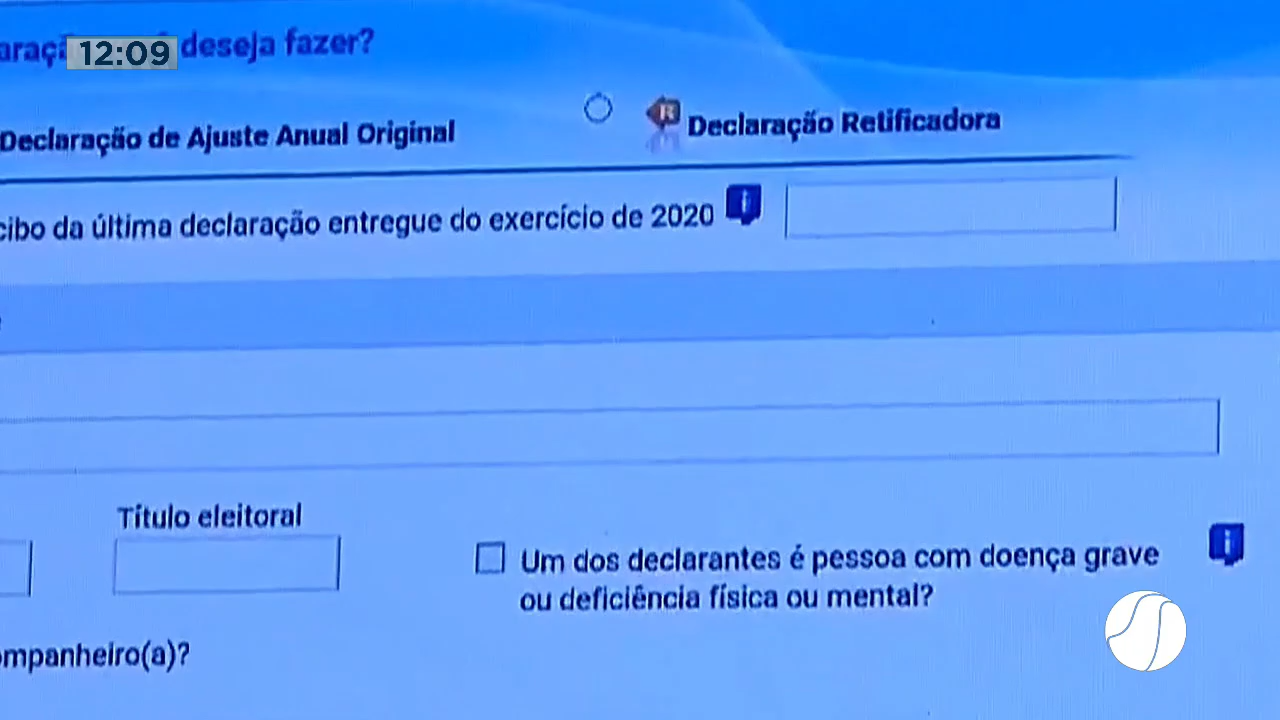 12:09
deseja fazer?
Declaração de Ajuste Anual Original
Declaração Retificadora
cibo da última declaração entregue do exercício de 2020
Título eleitoral
Um dos declarantes é pessoa com doença grave
ou deficiência física ou mental?
ompanheiro(a)?